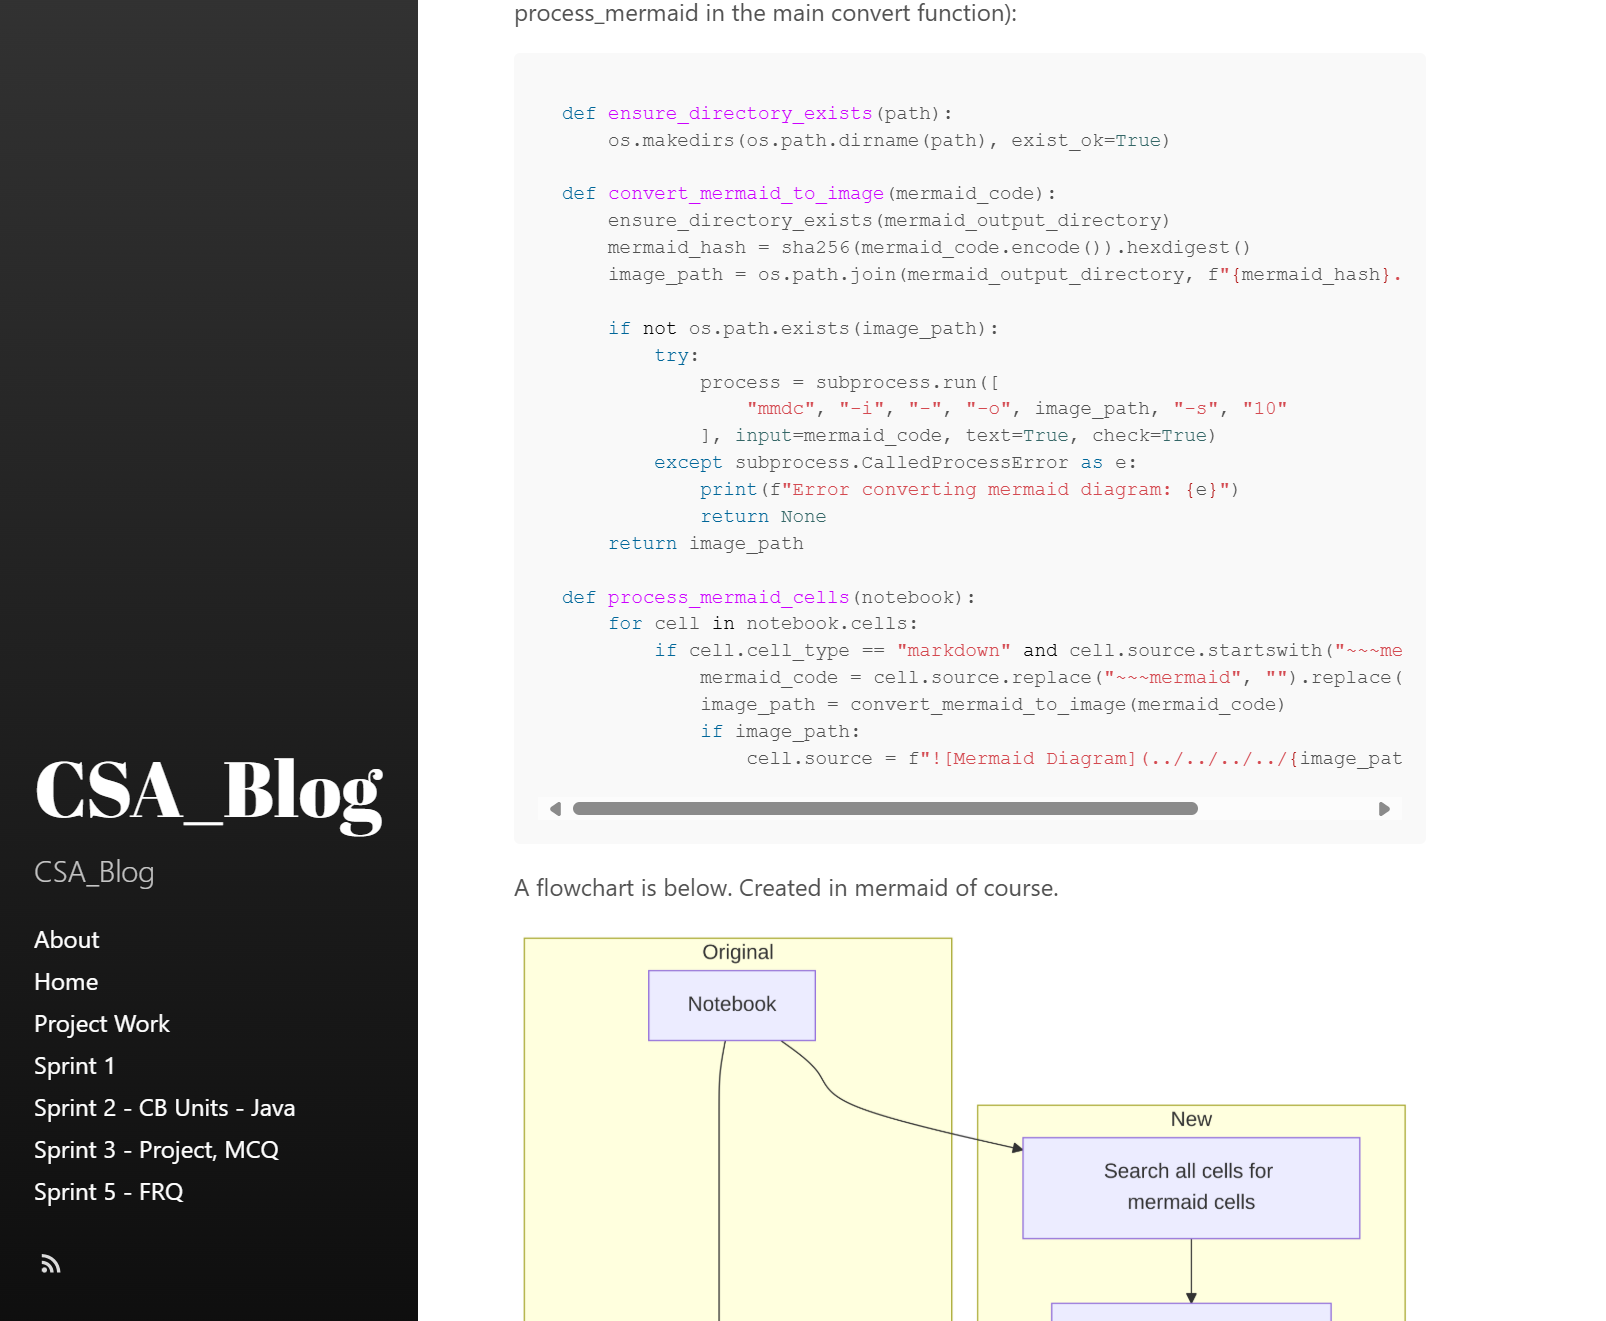 process_mermaid in the main convert function):
def ensure_directory_exists(path):
    os.makedirs(os.path.dirname(path), exist_ok=True)
def convert_mermaid_to_image(mermaid_code):
    ensure_directory_exists(mermaid_output_directory)
    mermaid_hash = sha256(mermaid_code.encode()).hexdigest()
    image_path = os.path.join(mermaid_output_directory, f"{mermaid_hash}.
    if not os.path.exists(image_path):
        try:
            process = subprocess.run([
                "mmdc", "-i", "-", "-o", image_path, "-s", "10"
            ], input=mermaid_code, text=True, check=True)
        except subprocess.CalledProcessError as e:
            print(f"Error converting mermaid diagram: {e}")
            return None
    return image_path
def process_mermaid_cells(notebook):
    for cell in notebook.cells:
        if cell.cell_type == "markdown" and cell.source.startswith("~~~me
            mermaid_code = cell.source.replace("~~~mermaid", "").replace(
            image_path = convert_mermaid_to_image(mermaid_code)
            if image_path:
                cell.source = f"![Mermaid Diagram](../../../../{image_pat
A flowchart is below. Created in mermaid of course.
Original
Notebook
New
Search all cells for
mermaid cells
CSA_Blog
CSA_Blog
About
Home
Project Work
Sprint 1
Sprint 2 - CB Units - Java
Sprint 3 - Project, MCQ
Sprint 5 - FRQ